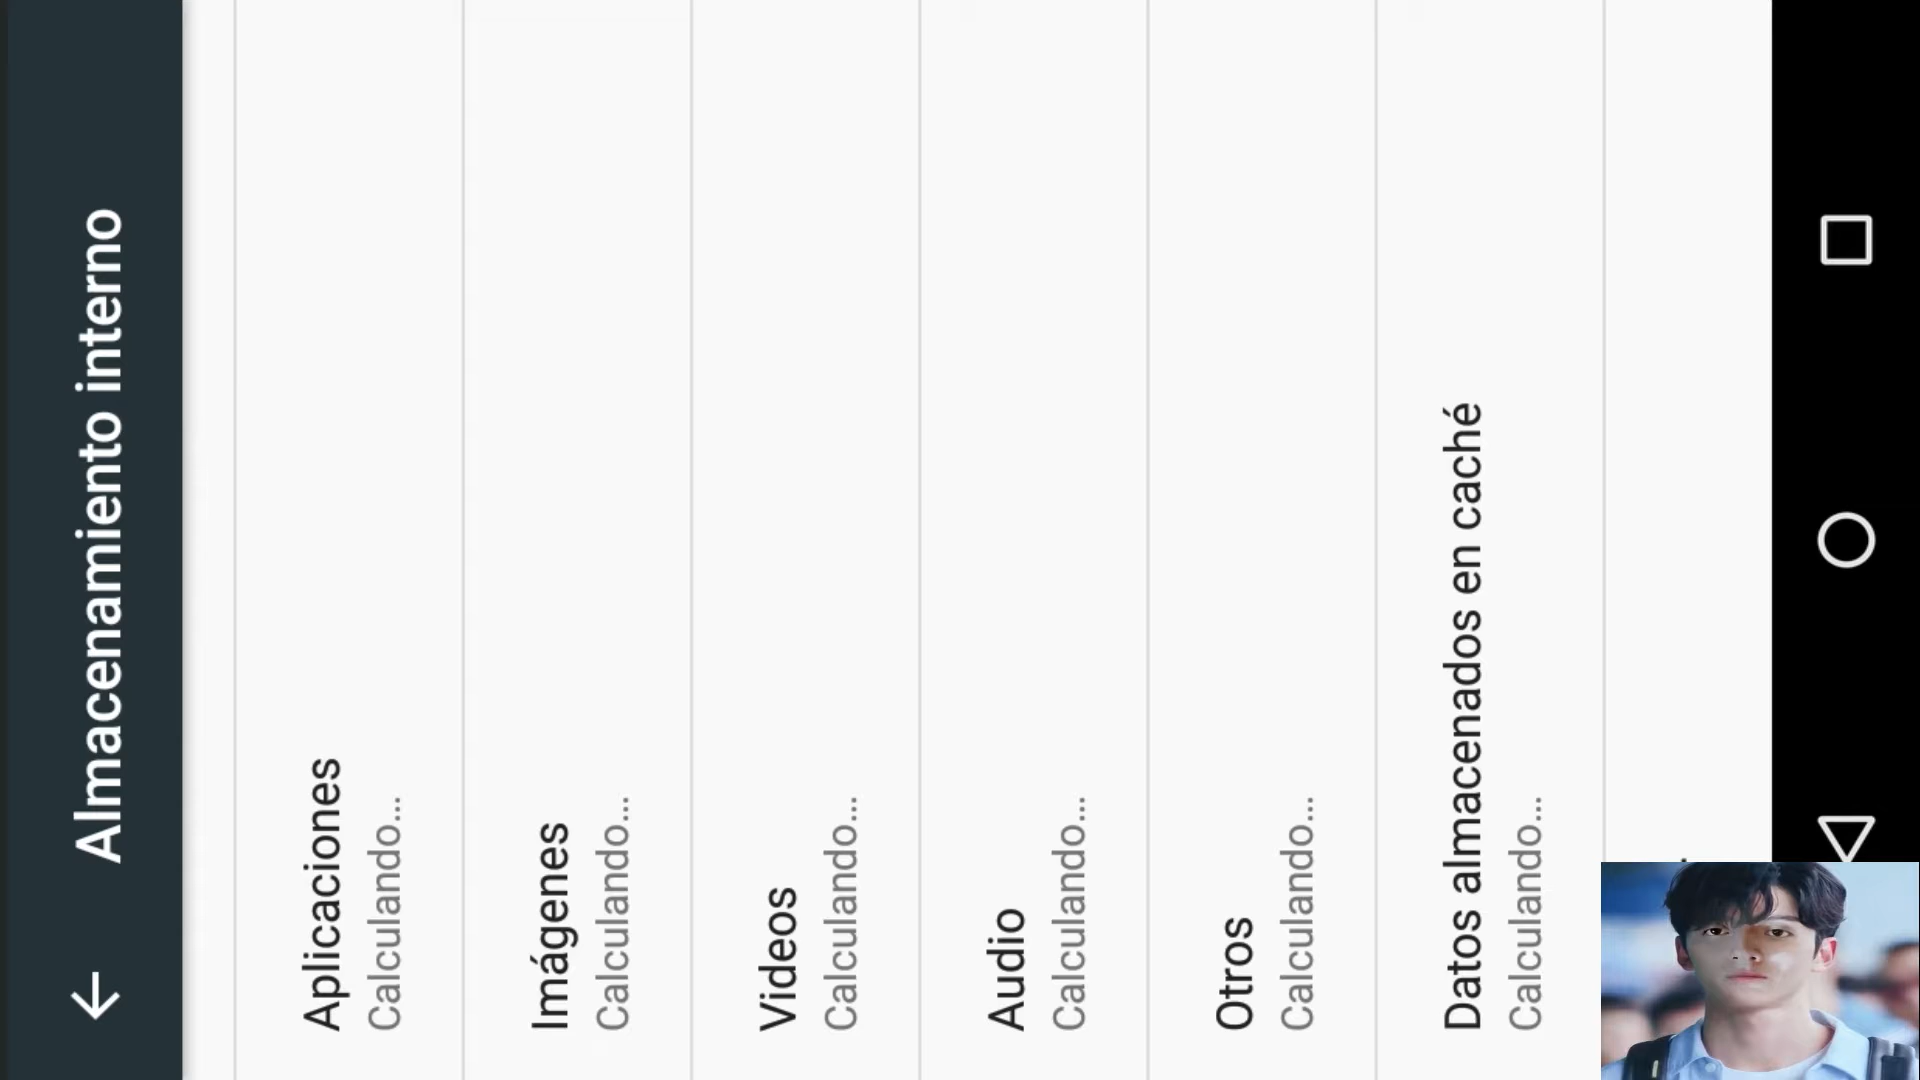 Almacenamiento interno
Aplicaciones
Calculando...
Imágenes
Calculando...
Videos
Calculando...
Audio
Calculando...
Otros
Calculando...
Datos almacenados en caché
Calculando...